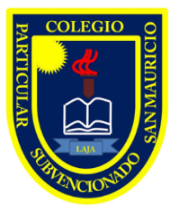 COLEGIO
PARTICULAR
SUBVENCIONADO
SAN MAURICIO
LAJA